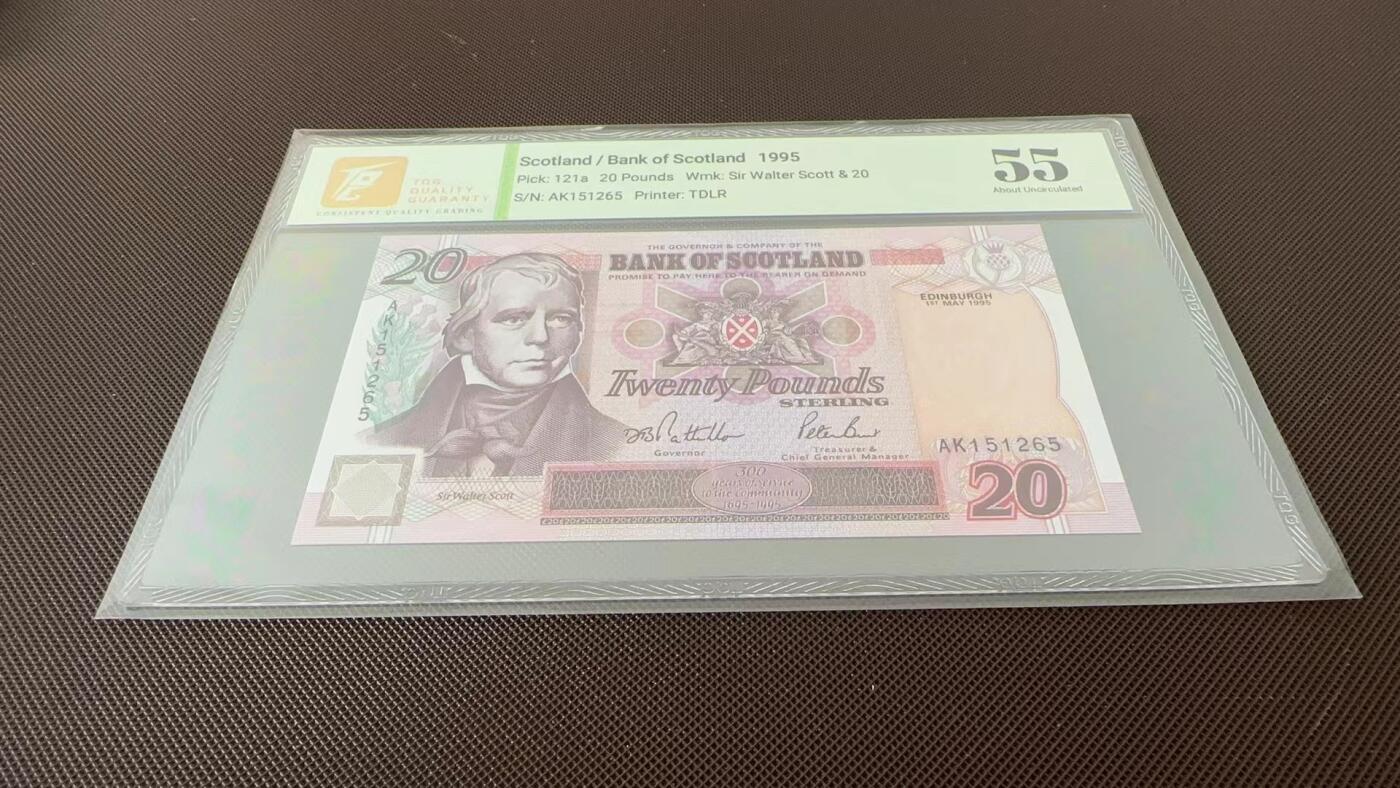 Scotland / Bank of Scotland 1995
Pick: 121a 20 Pounds Wmk: Sir Walter Scott & 20
S/N: AK151265 Printer: TDLR
TQG
QUALITY
GUARANTY
CONSISTENT QUALITY GRADING
55
About Uncirculated
20
THE GOVERNOR & COMPANY OF THE
BANK OF SCOTLAND
PROMISE TO PAY HERE TO THE BEARER ON DEMAND
EDINBURGH
1ST MAY 1995
AK151265
Twenty Pounds
STERLING
Governor
Treasurer &
Chief General Manager
AK151265
20
Sir Walter Scott
300
years of service
to the community
1695-1995